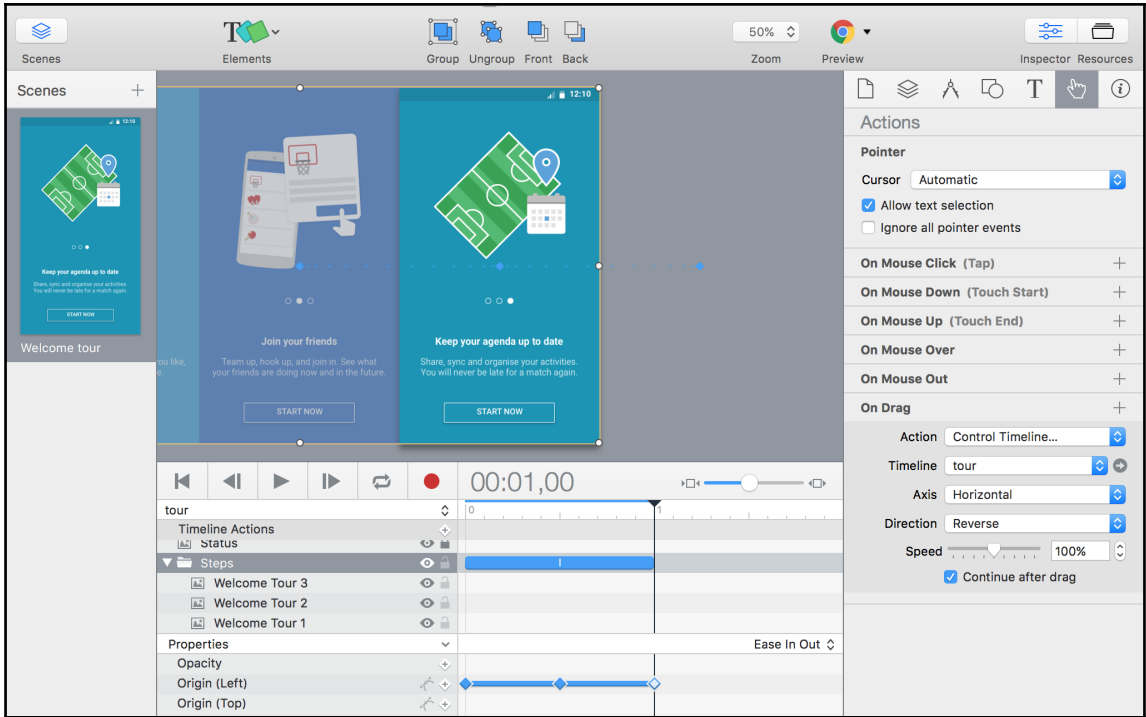 T
50%
Scenes
Elements
Group Ungroup Front Back
Zoom
Preview
Inspector Resources
Scenes +
12:10
Keep your agenda up to date
Share, sync and organise your activities.
You will never be late for a match again.
START NOW
Welcome tour
you like,
Join your friends
Team up, hook up, and join in. See what
your friends are doing now and in the future.
START NOW
12:10
Keep your agenda up to date
Share, sync and organise your activities.
You will never be late for a match again.
START NOW
T
i
Actions
Pointer
Cursor Automatic
Allow text selection
Ignore all pointer events
On Mouse Click (Tap) +
On Mouse Down (Touch Start) +
On Mouse Up (Touch End) +
On Mouse Over +
On Mouse Out +
On Drag +
Action Control Timeline...
Timeline tour
Axis Horizontal
Direction Reverse
Speed 100%
Continue after drag
00:01,00
tour
0 1
Timeline Actions
Status
Steps
Welcome Tour 3
Welcome Tour 2
Welcome Tour 1
Properties
Ease In Out
Opacity
Origin (Left)
Origin (Top)